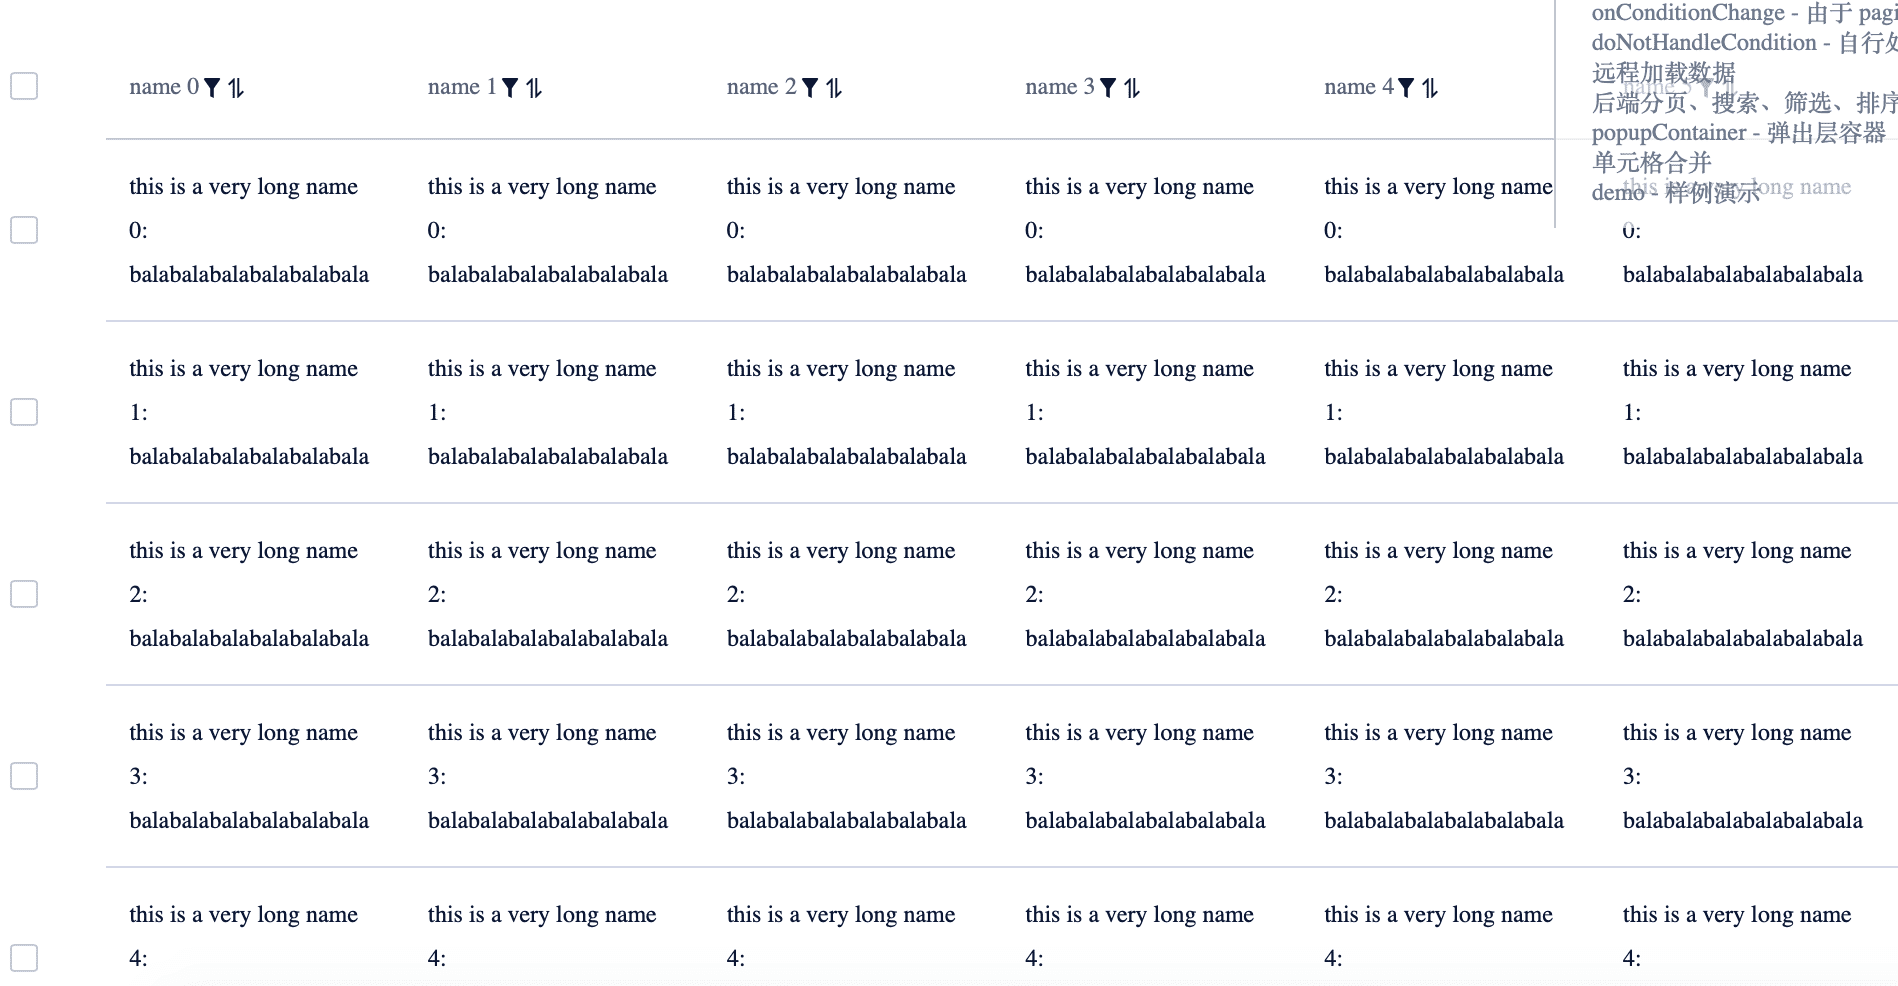 onConditionChange - 由于 pagi
doNotHandleCondition - 自行处
远程加载数据
后端分页、搜索、筛选、排序
popupContainer - 弹出层容器
单元格合并
demo - 样例演示
name 0 name 1 name 2 name 3 name 4 name 5
this is a very long name this is a very long name this is a very long name this is a very long name this is a very long name this is a very long name
0: 0: 0: 0: 0: 0:
balabalabalabalabalabala balabalabalabalabalabala balabalabalabalabalabala balabalabalabalabalabala balabalabalabalabalabala balabalabalabalabalabala
this is a very long name this is a very long name this is a very long name this is a very long name this is a very long name this is a very long name
1: 1: 1: 1: 1: 1:
balabalabalabalabalabala balabalabalabalabalabala balabalabalabalabalabala balabalabalabalabalabala balabalabalabalabalabala balabalabalabalabalabala
this is a very long name this is a very long name this is a very long name this is a very long name this is a very long name this is a very long name
2: 2: 2: 2: 2: 2:
balabalabalabalabalabala balabalabalabalabalabala balabalabalabalabalabala balabalabalabalabalabala balabalabalabalabalabala balabalabalabalabalabala
this is a very long name this is a very long name this is a very long name this is a very long name this is a very long name this is a very long name
3: 3: 3: 3: 3: 3:
balabalabalabalabalabala balabalabalabalabalabala balabalabalabalabalabala balabalabalabalabalabala balabalabalabalabalabala balabalabalabalabalabala
this is a very long name this is a very long name this is a very long name this is a very long name this is a very long name this is a very long name
4: 4: 4: 4: 4: 4: